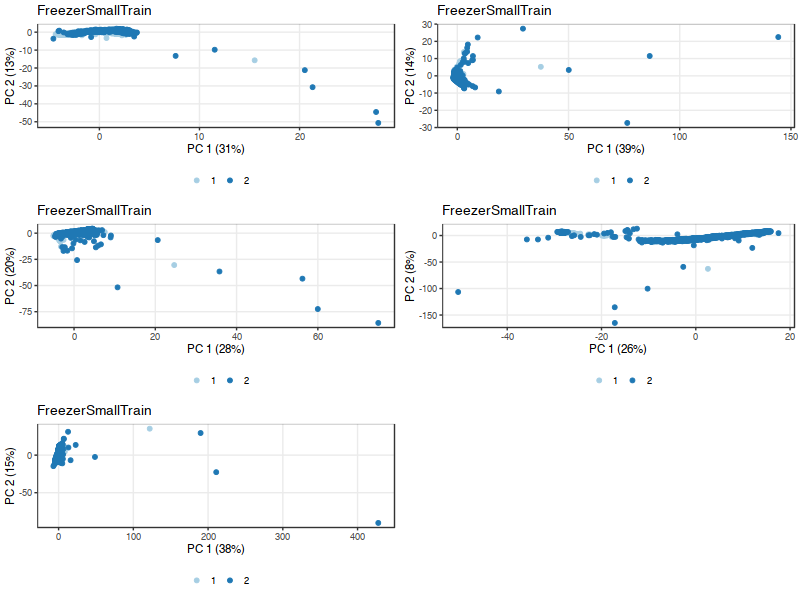 FreezerSmallTrain
PC 2 (13%)
0
-10
-20
-30
-40
-50
0 10 20
PC 1 (31%)
1 2
FreezerSmallTrain
PC 2 (14%)
30
20
10
0
-10
-20
-30
0 50 100 150
PC 1 (39%)
1 2
FreezerSmallTrain
PC 2 (20%)
0
-25
-50
-75
0 20 40 60
PC 1 (28%)
1 2
FreezerSmallTrain
PC 2 (8%)
0
-50
-100
-150
-40 -20 0 20
PC 1 (26%)
1 2
FreezerSmallTrain
PC 2 (15%)
0
-50
0 100 200 300 400
PC 1 (38%)
1 2